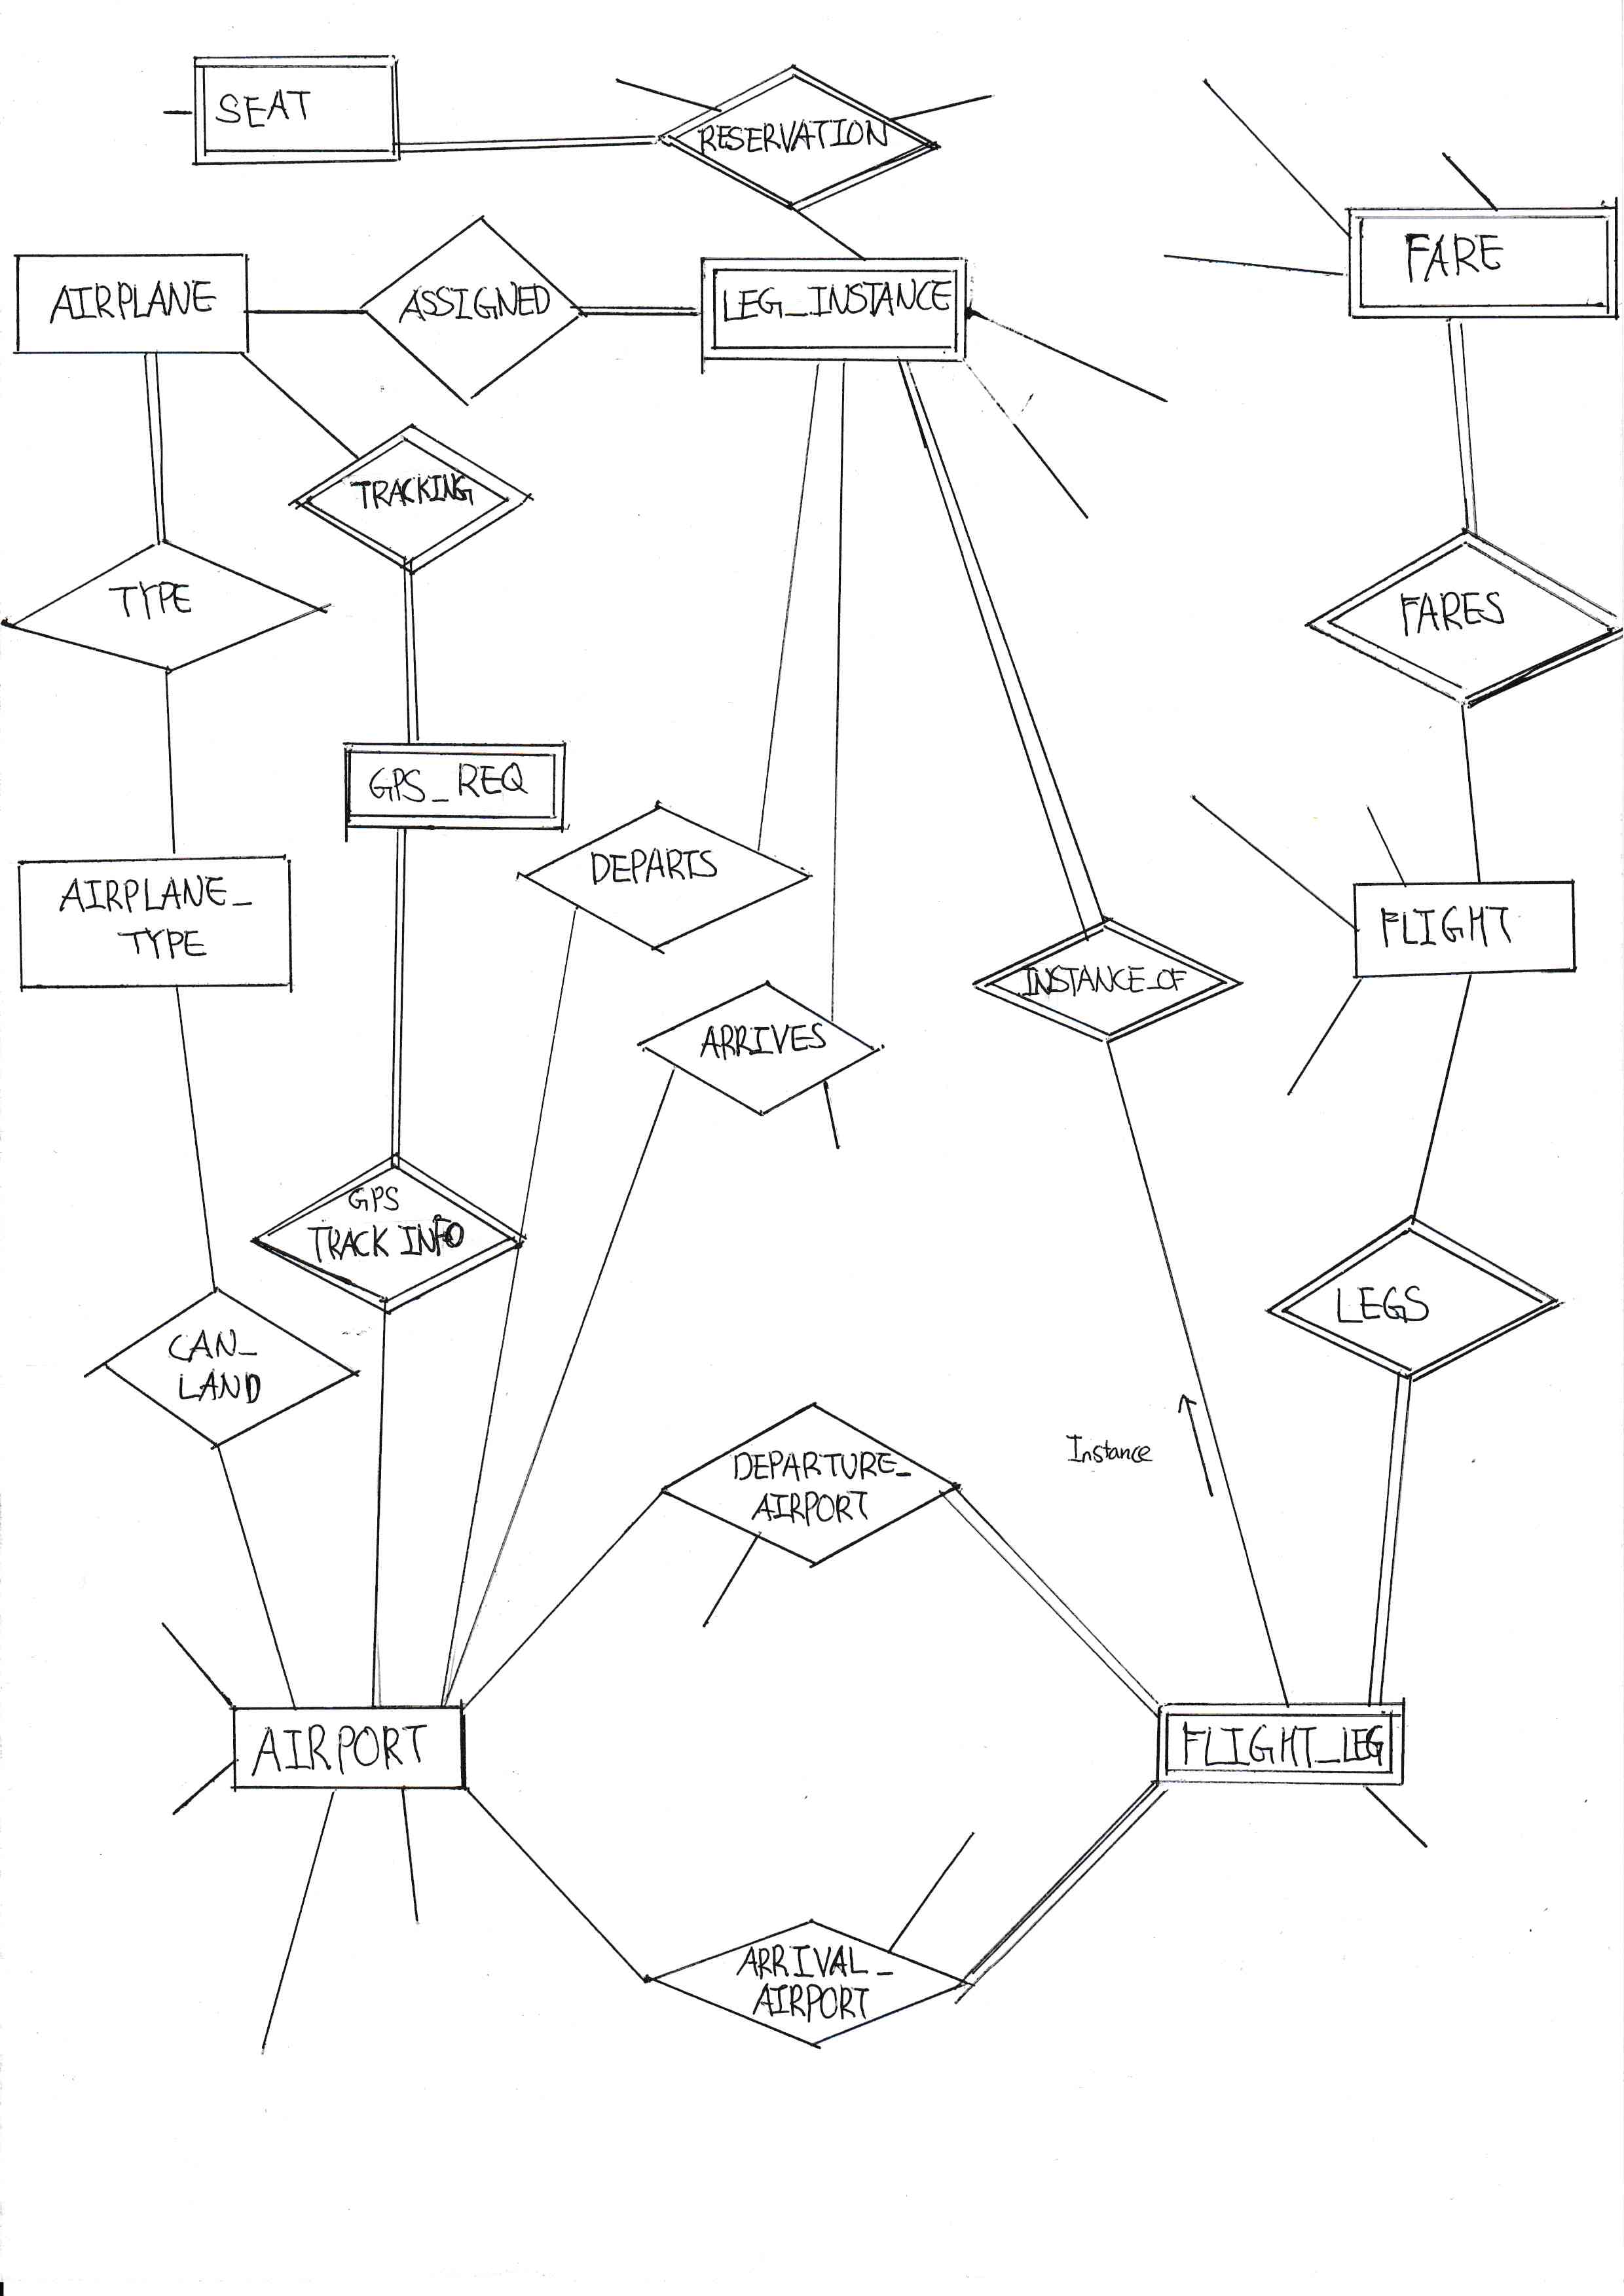 SEAT
RESERVATION
FARE
AIRPLANE
ASSIGNED
LEG_INSTANCE
TRACKING
TYPE
FARES
GPS_REQ
DEPARTS
AIRPLANE_
TYPE
FLIGHT
INSTANCE_OF
ARRIVES
GPS
TRACK INFO
LEGS
CAN_
LAND
Instance
DEPARTURE_
AIRPORT
AIRPORT
FLIGHT_LEG
ARRIVAL_
AIRPORT